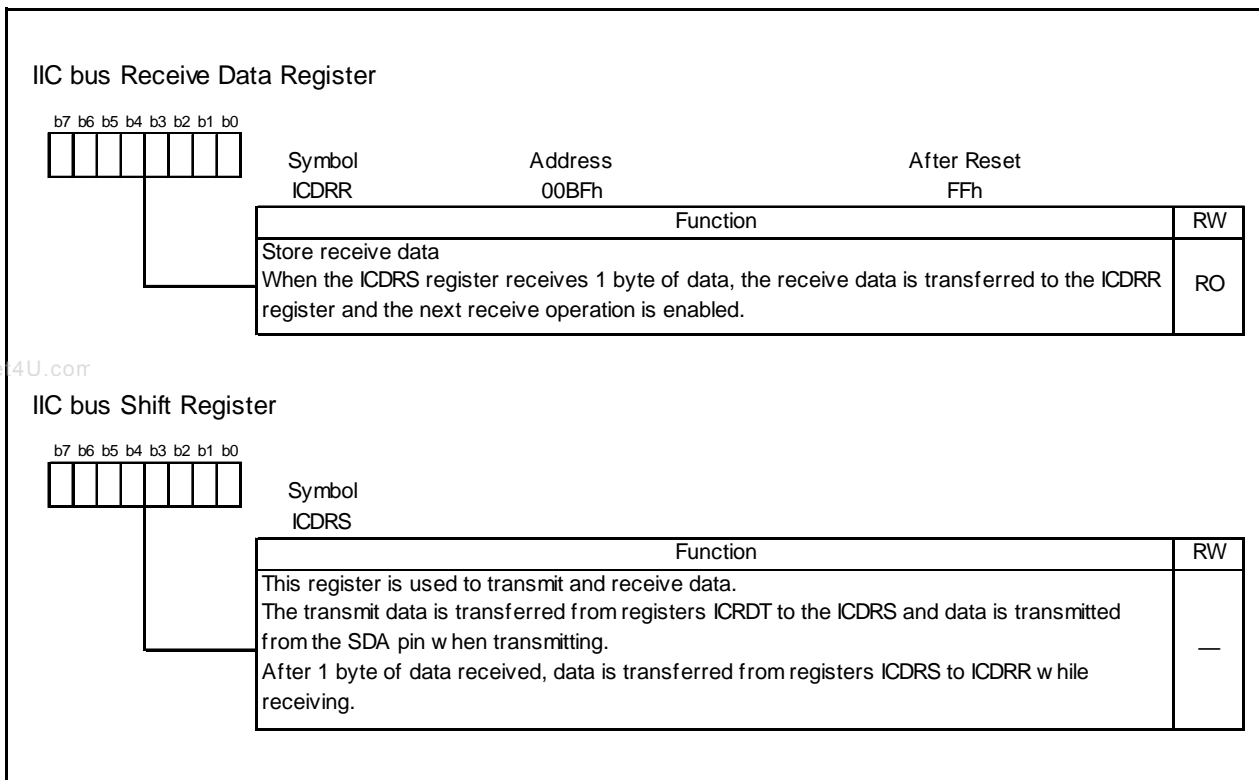 IIC bus Receive Data Register
b7 b6 b5 b4 b3 b2 b1 b0
Symbol Address After Reset
ICDRR 00BFh FFh
Function RW
Store receive data
When the ICDRS register receives 1 byte of data, the receive data is transferred to the ICDRR
register and the next receive operation is enabled.
RO
et4U.com
IIC bus Shift Register
b7 b6 b5 b4 b3 b2 b1 b0
Symbol
ICDRS
Function RW
This register is used to transmit and receive data.
The transmit data is transferred from registers ICRDT to the ICDRS and data is transmitted
from the SDA pin when transmitting.
After 1 byte of data received, data is transferred from registers ICDRS to ICDRR while
receiving.
—